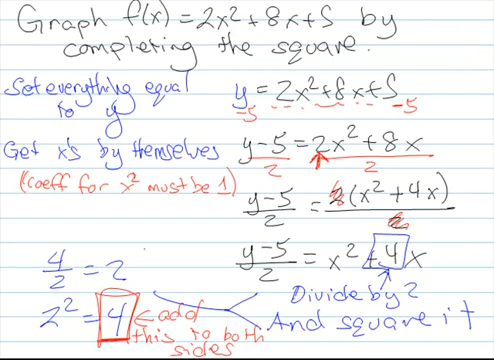 Graph f(x) = 2x² + 8x + 5 by
completing the square.
Set everything equal
to y
y = 2x² + 8x + 5
-5 -5
Get x's by themselves
(coeff for x² must be 1)
y-5 = 2x² + 8x
2 2
y-5 = 2(x² + 4x)
2 2
y-5 = x² + 4x
2
4/2 = 2
2² = 4 ← add
this to both
sides
Divide by 2
And square it